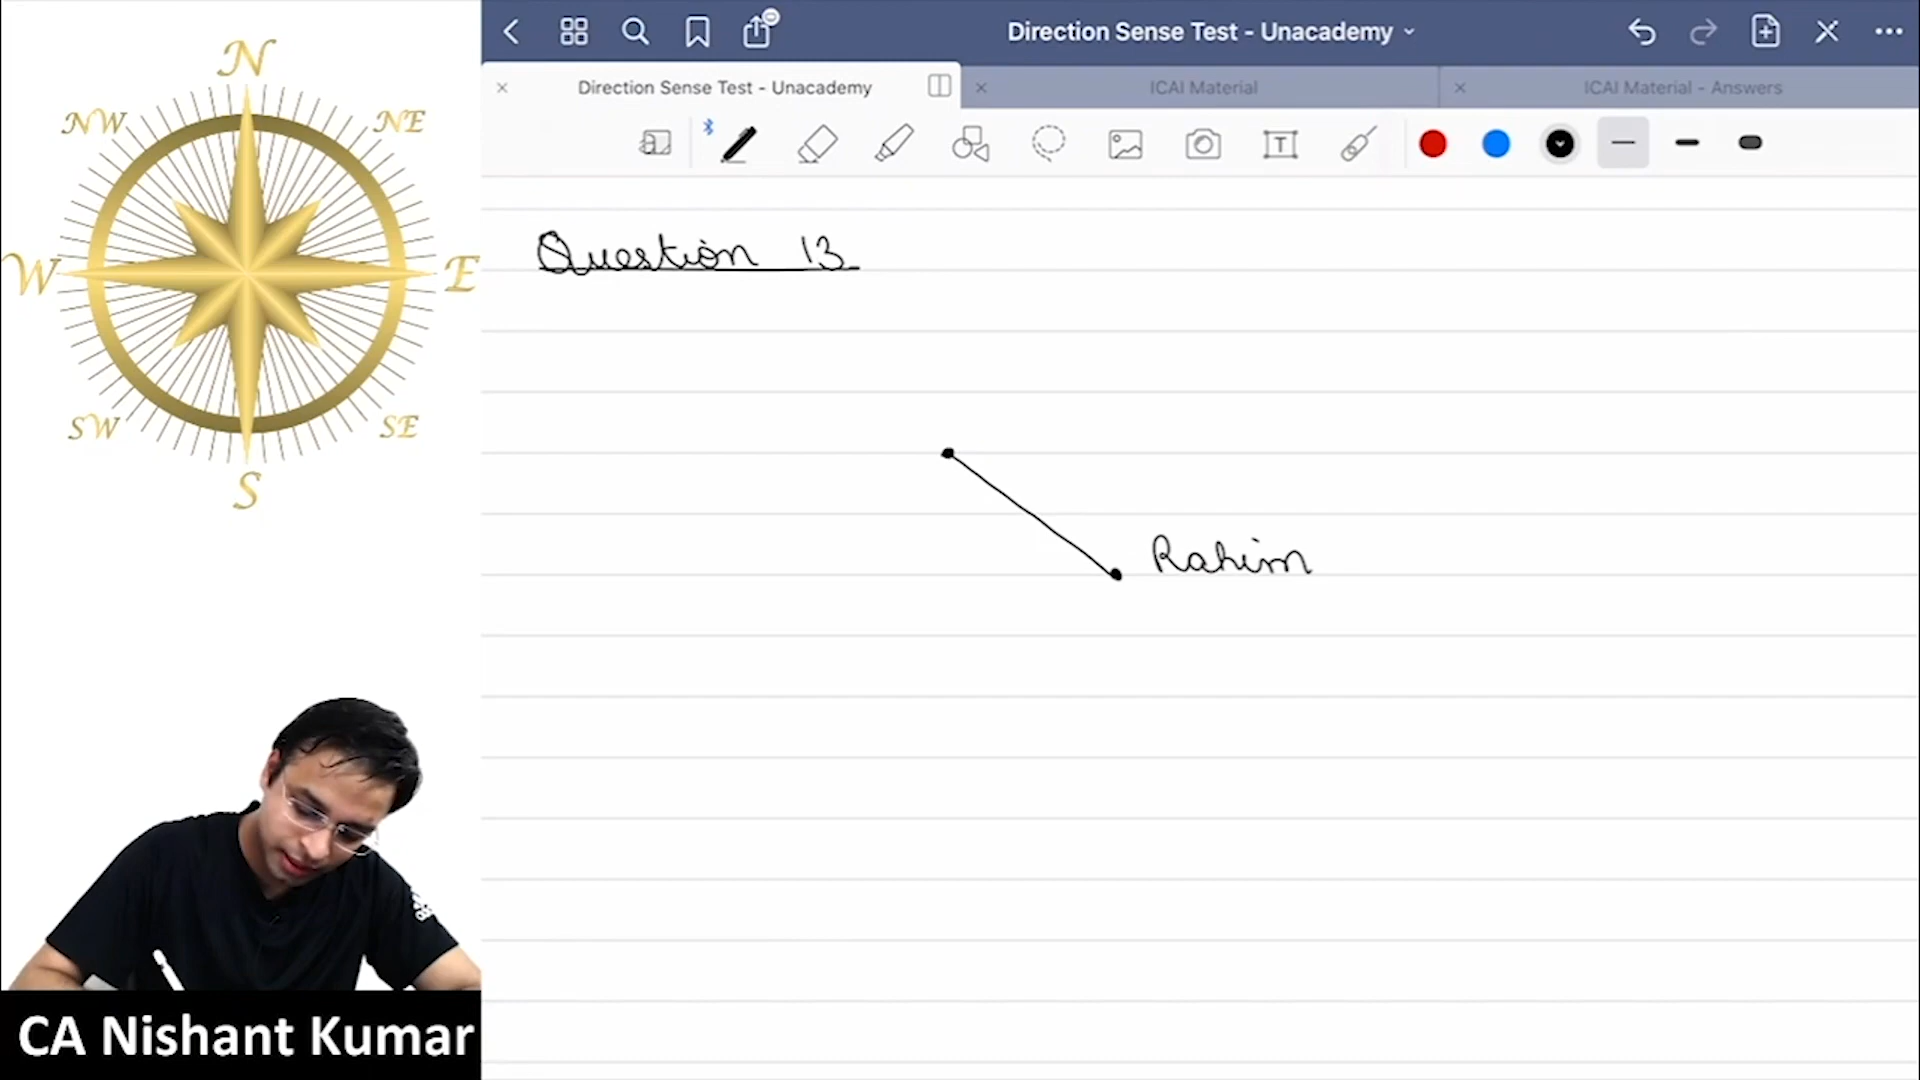 N
NW
NE
W
E
SW
SE
S
Direction Sense Test - Unacademy
Direction Sense Test - Unacademy
ICAI Material
ICAI Material - Answers
a
T
Question 13
Rahim
CA Nishant Kumar